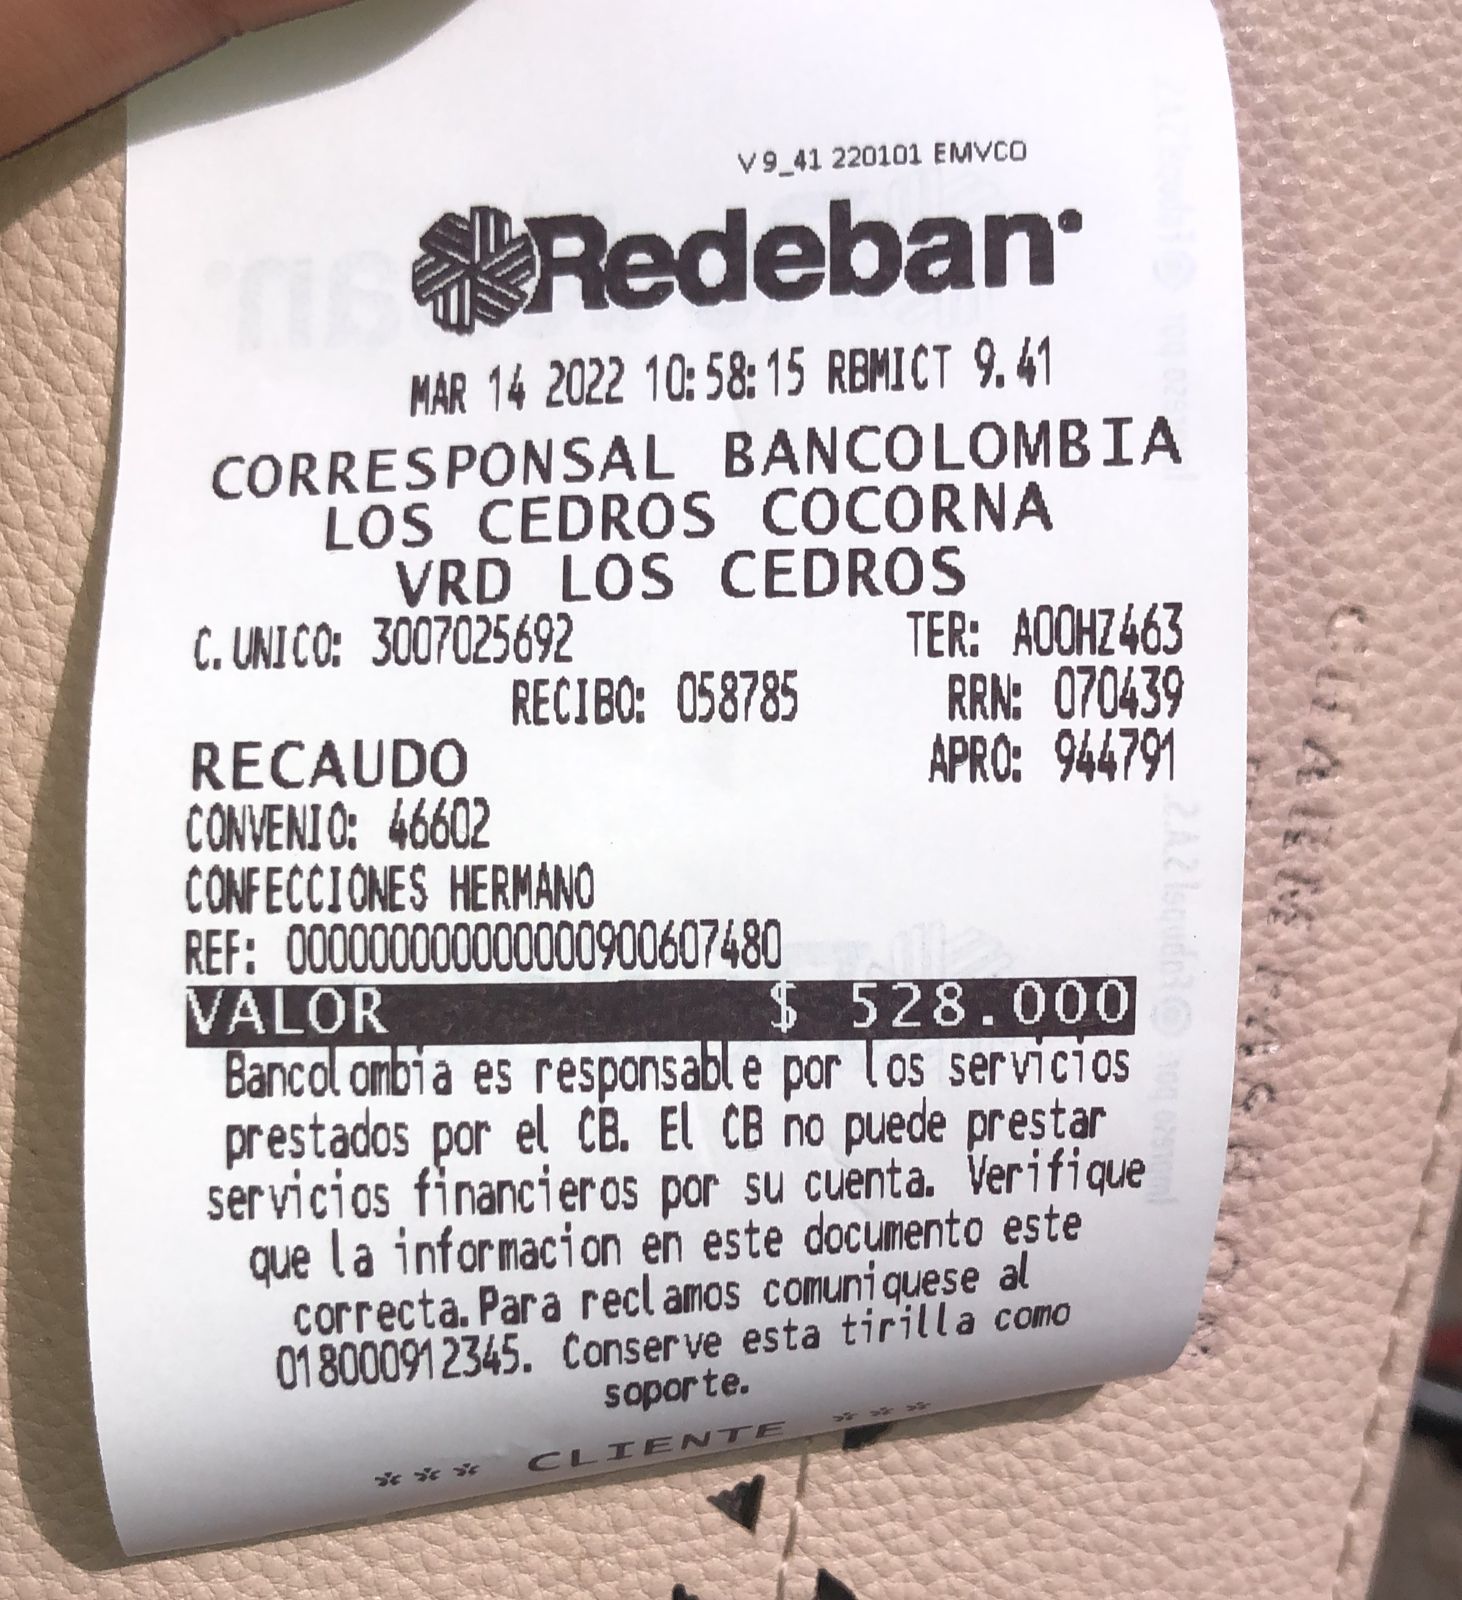 V9_41 220101 EMVCO
Redeban
MAR 14 2022 10:58:15 RBMICT 9.41
CORRESPONSAL BANCOLOMBIA
LOS CEDROS COCORNA
VRD LOS CEDROS
C.UNICO: 3007025692 TER: A00HZ463
RECIBO: 058785 RRN: 070439
RECAUDO APRO: 944791
CONVENIO: 46602
CONFECCIONES HERMANO
REF: 000000000000000900607480
VALOR $ 528.000
Bancolombia es responsable por los servicios
prestados por el CB. El CB no puede prestar
servicios financieros por su cuenta. Verifique
que la informacion en este documento este
correcta.Para reclamos comuniquese al
018000912345. Conserve esta tirilla como
soporte.
*** CLIENTE ***